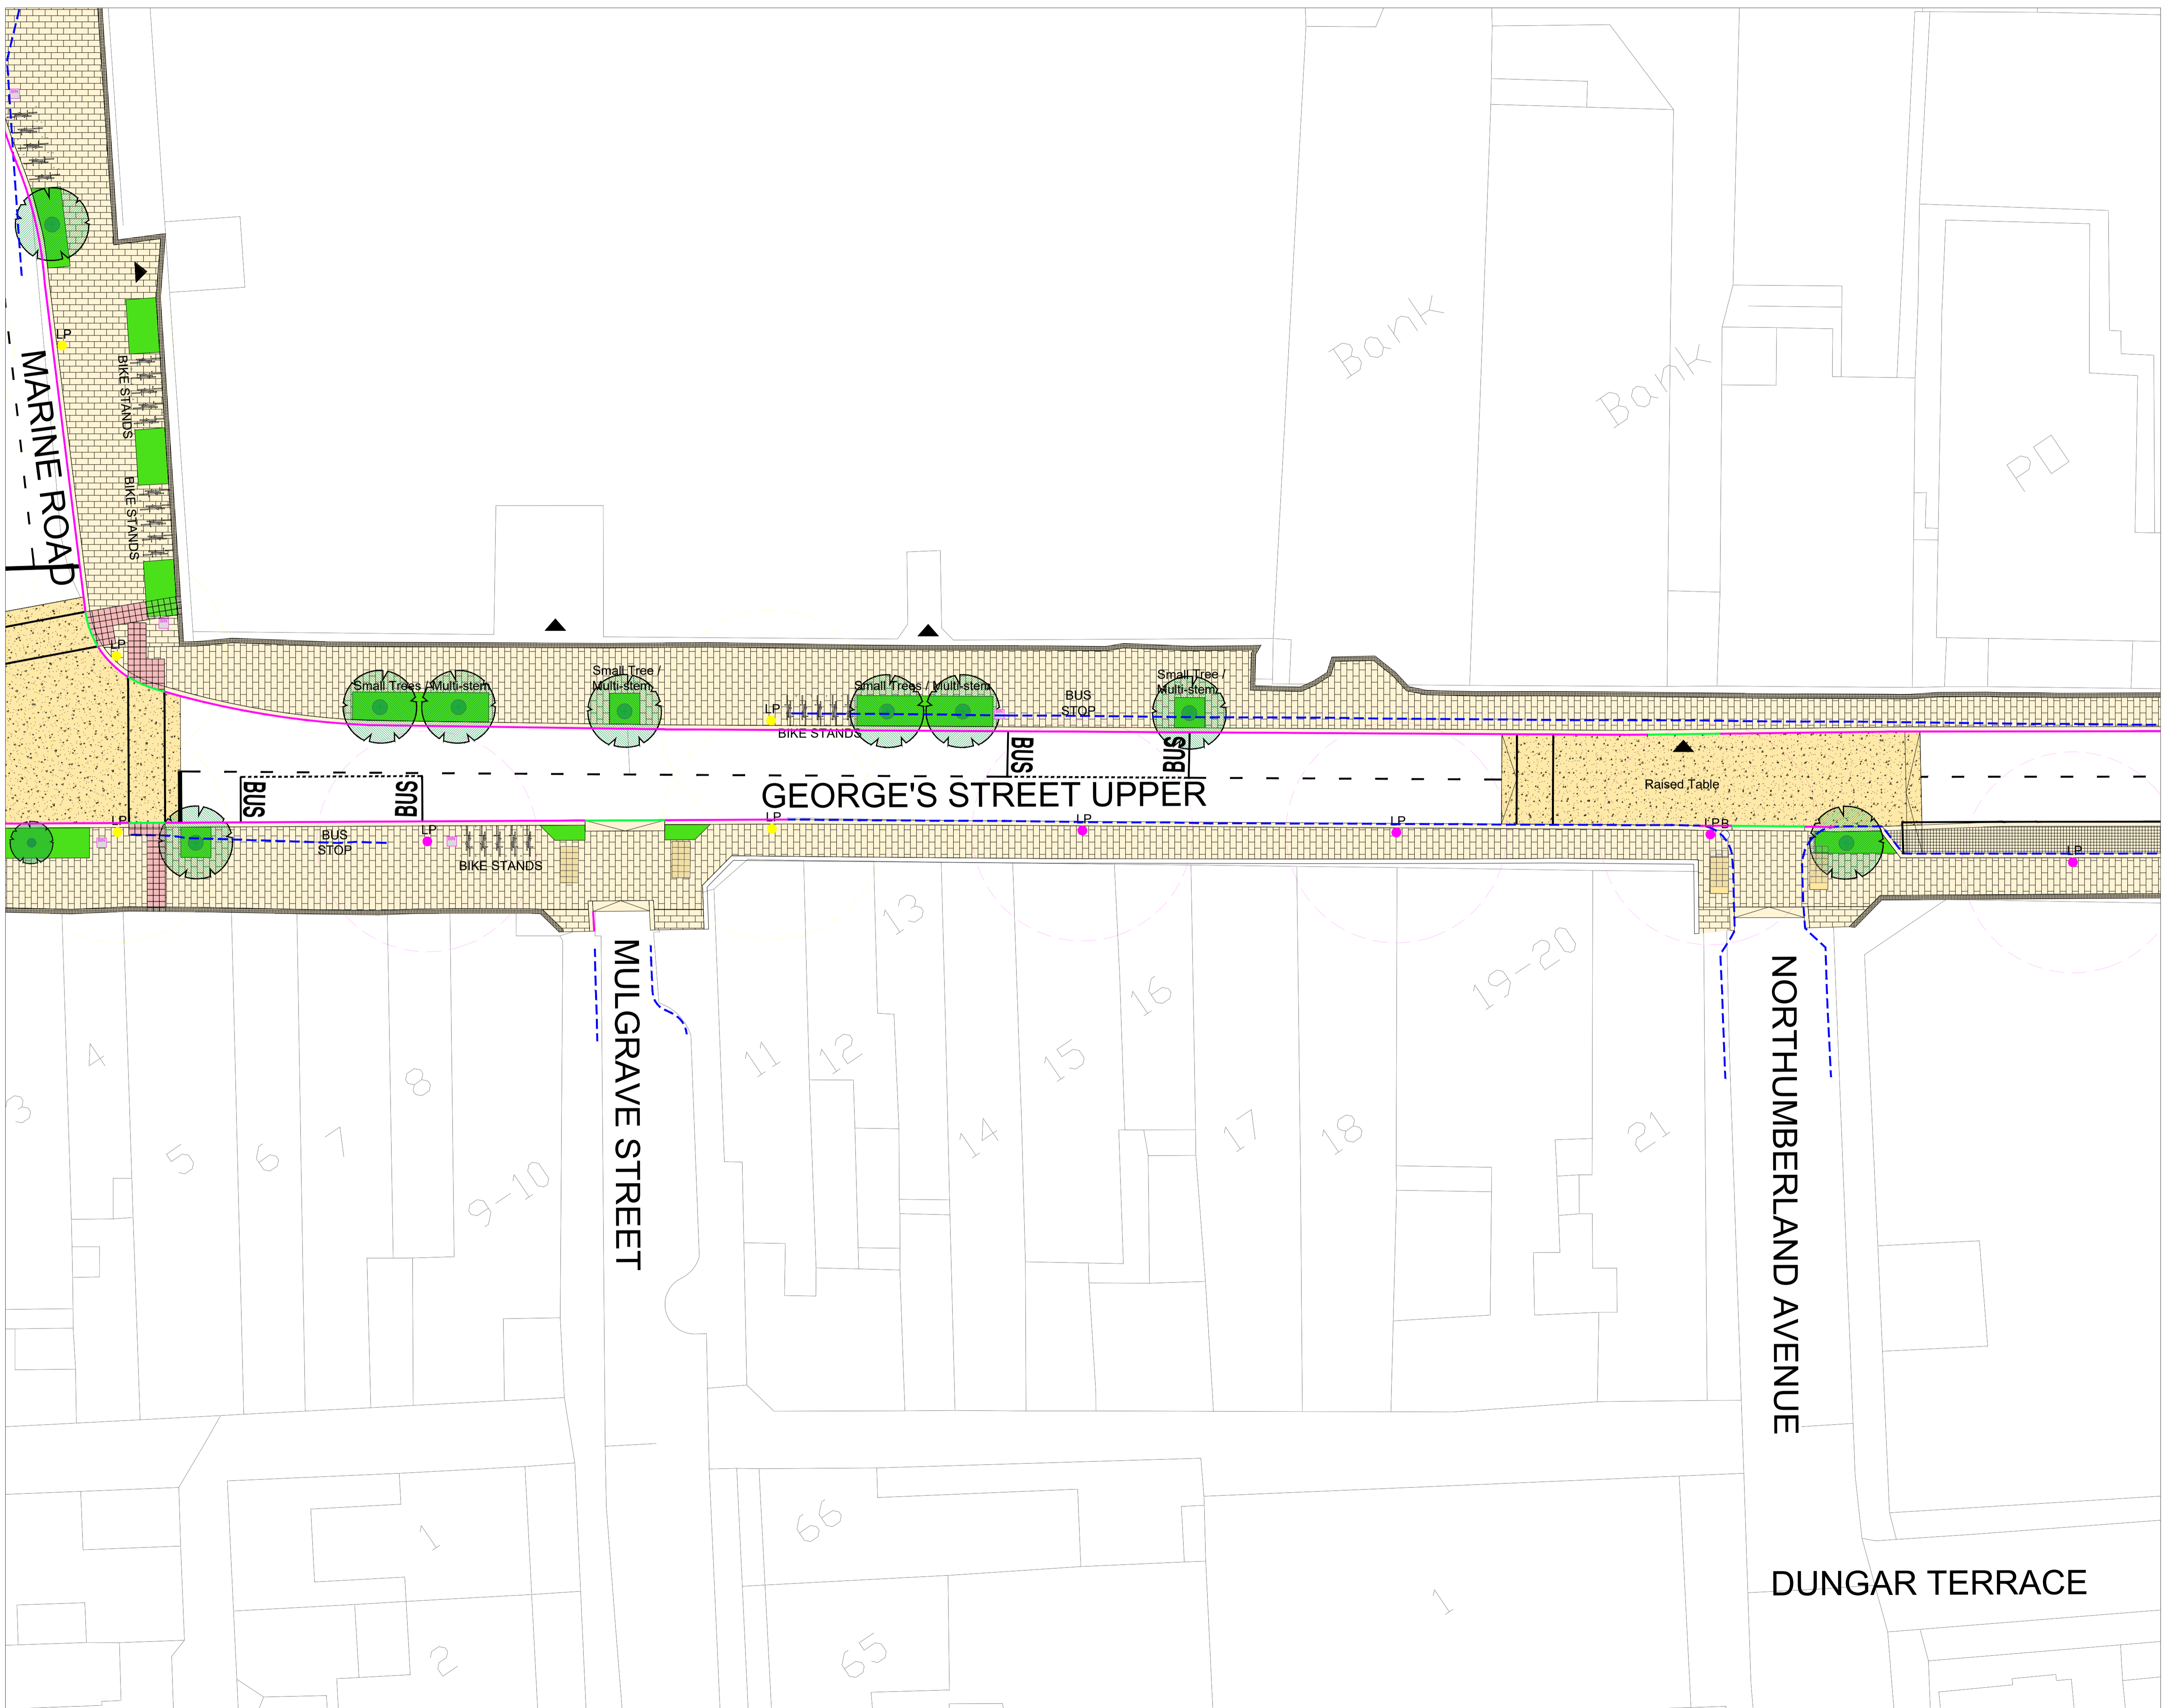 Bank
Bank
PO
LP
BIKE STANDS
MARINE ROAD
BIKE STANDS
LP
Small Trees / Multi-stem
Small Tree /
Multi-stem
LP
BIKE STANDS
Small Trees / Multi-stem
BUS
STOP
Small Tree /
Multi-stem
BUS
BUS
Raised Table
BUS
BUS
GEORGE'S STREET UPPER
LP
BUS
STOP
LP
BIKE STANDS
LP
LP
LP
LP
LP
3
4
5
6
7
8
9-10
MULGRAVE STREET
11
12
13
14
15
16
17
18
19-20
21
NORTHUMBERLAND AVENUE
1
2
66
65
1
DUNGAR TERRACE